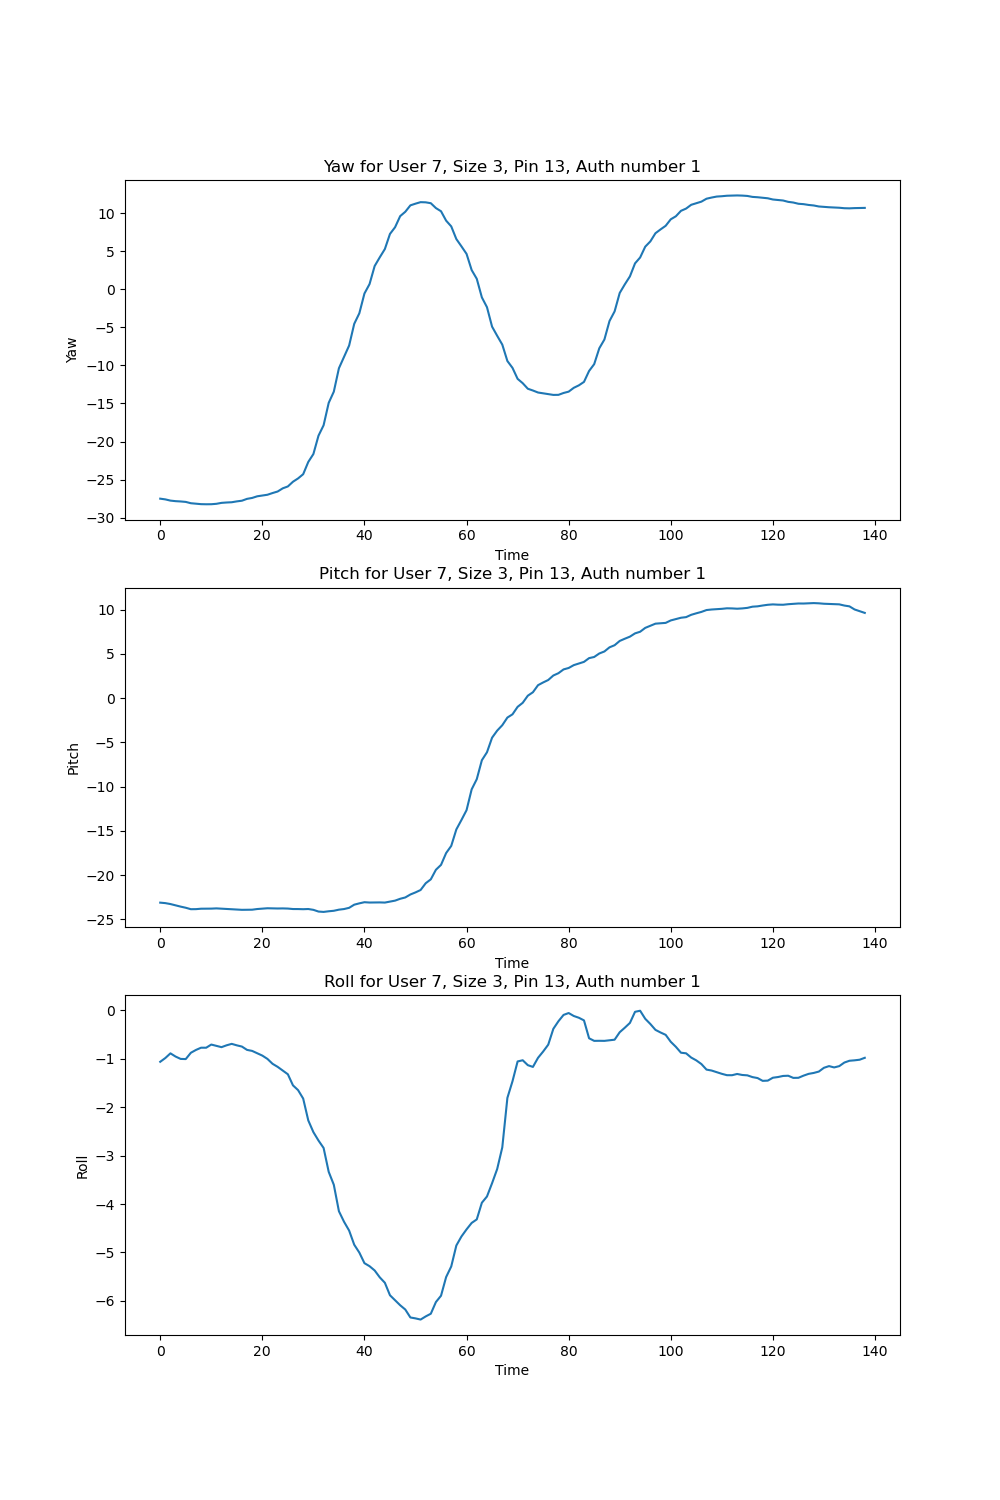 Yaw for User 7, Size 3, Pin 13, Auth number 1
10
5
0
−5
−10
−15
−20
−25
−30
Yaw
0 20 40 60 80 100 120 140
Time
Pitch for User 7, Size 3, Pin 13, Auth number 1
10
5
0
−5
−10
−15
−20
−25
Pitch
0 20 40 60 80 100 120 140
Time
Roll for User 7, Size 3, Pin 13, Auth number 1
0
−1
−2
−3
−4
−5
−6
Roll
0 20 40 60 80 100 120 140
Time